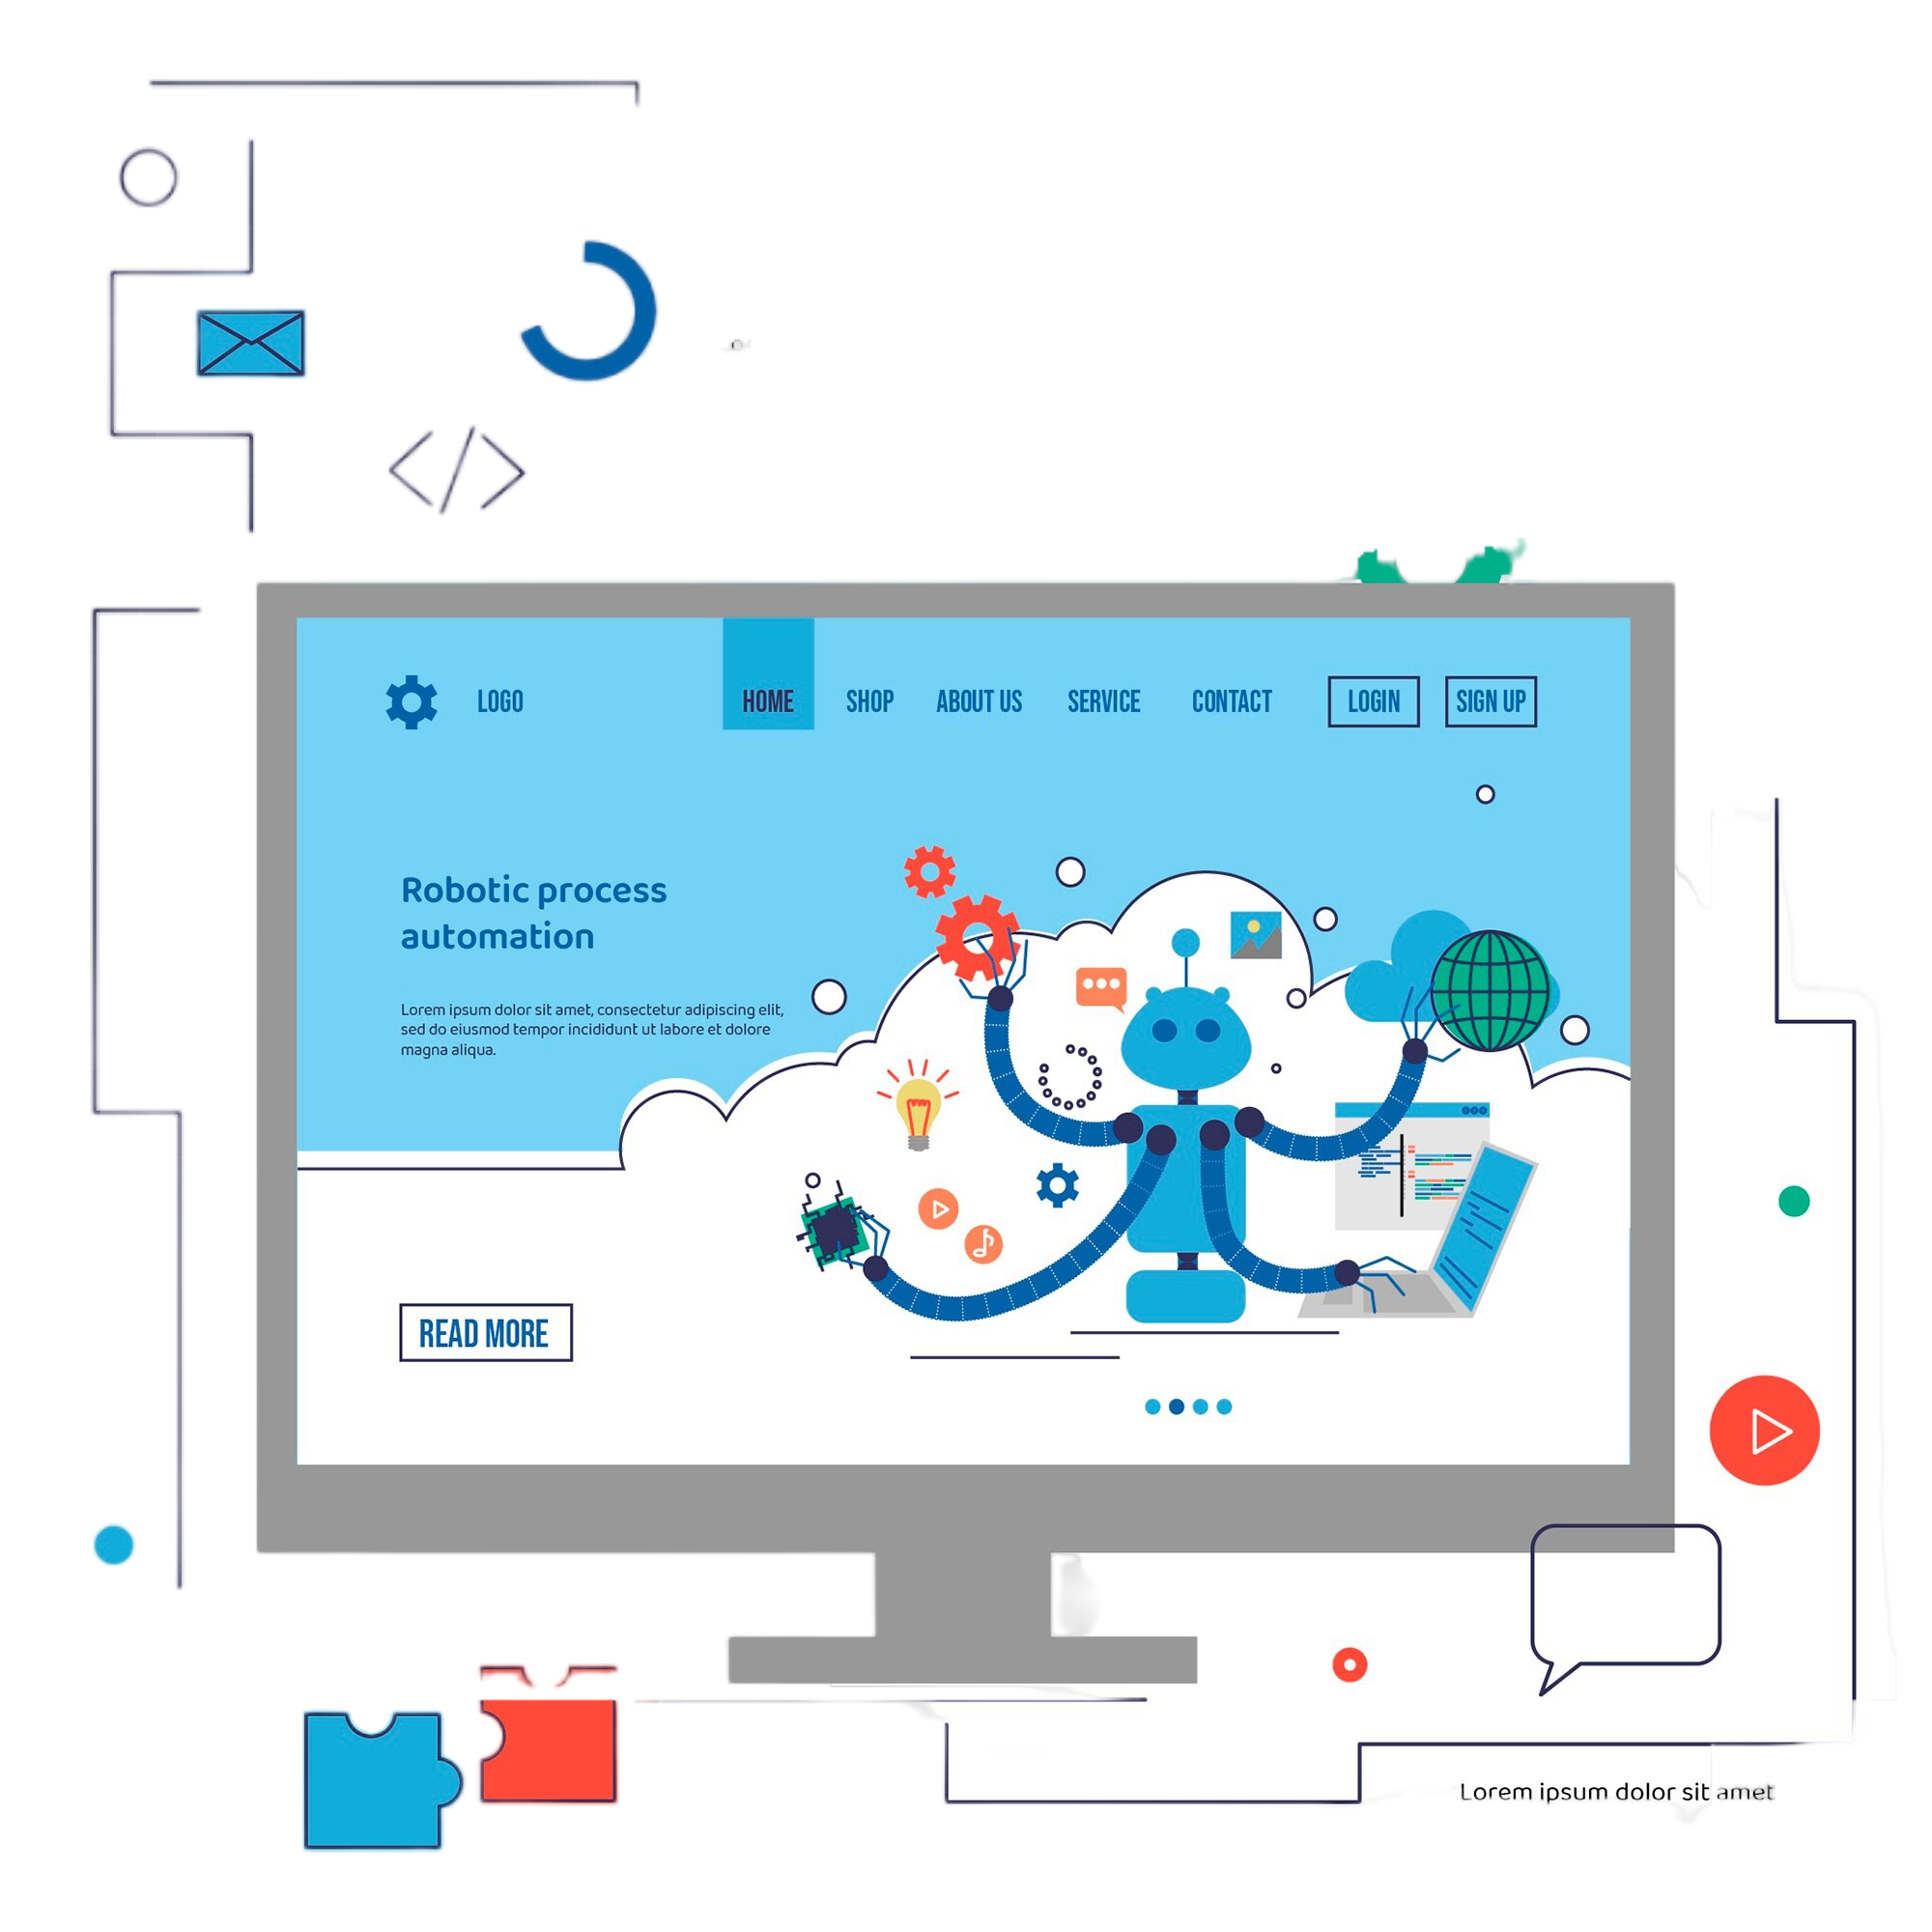 LOGO
HOME
SHOP
ABOUT US
SERVICE
CONTACT
LOGIN
SIGN UP
Robotic process
automation
Lorem ipsum dolor sit amet, consectetur adipiscing elit,
sed do eiusmod tempor incididunt ut labore et dolore
magna aliqua.
READ MORE
Lorem ipsum dolor sit amet